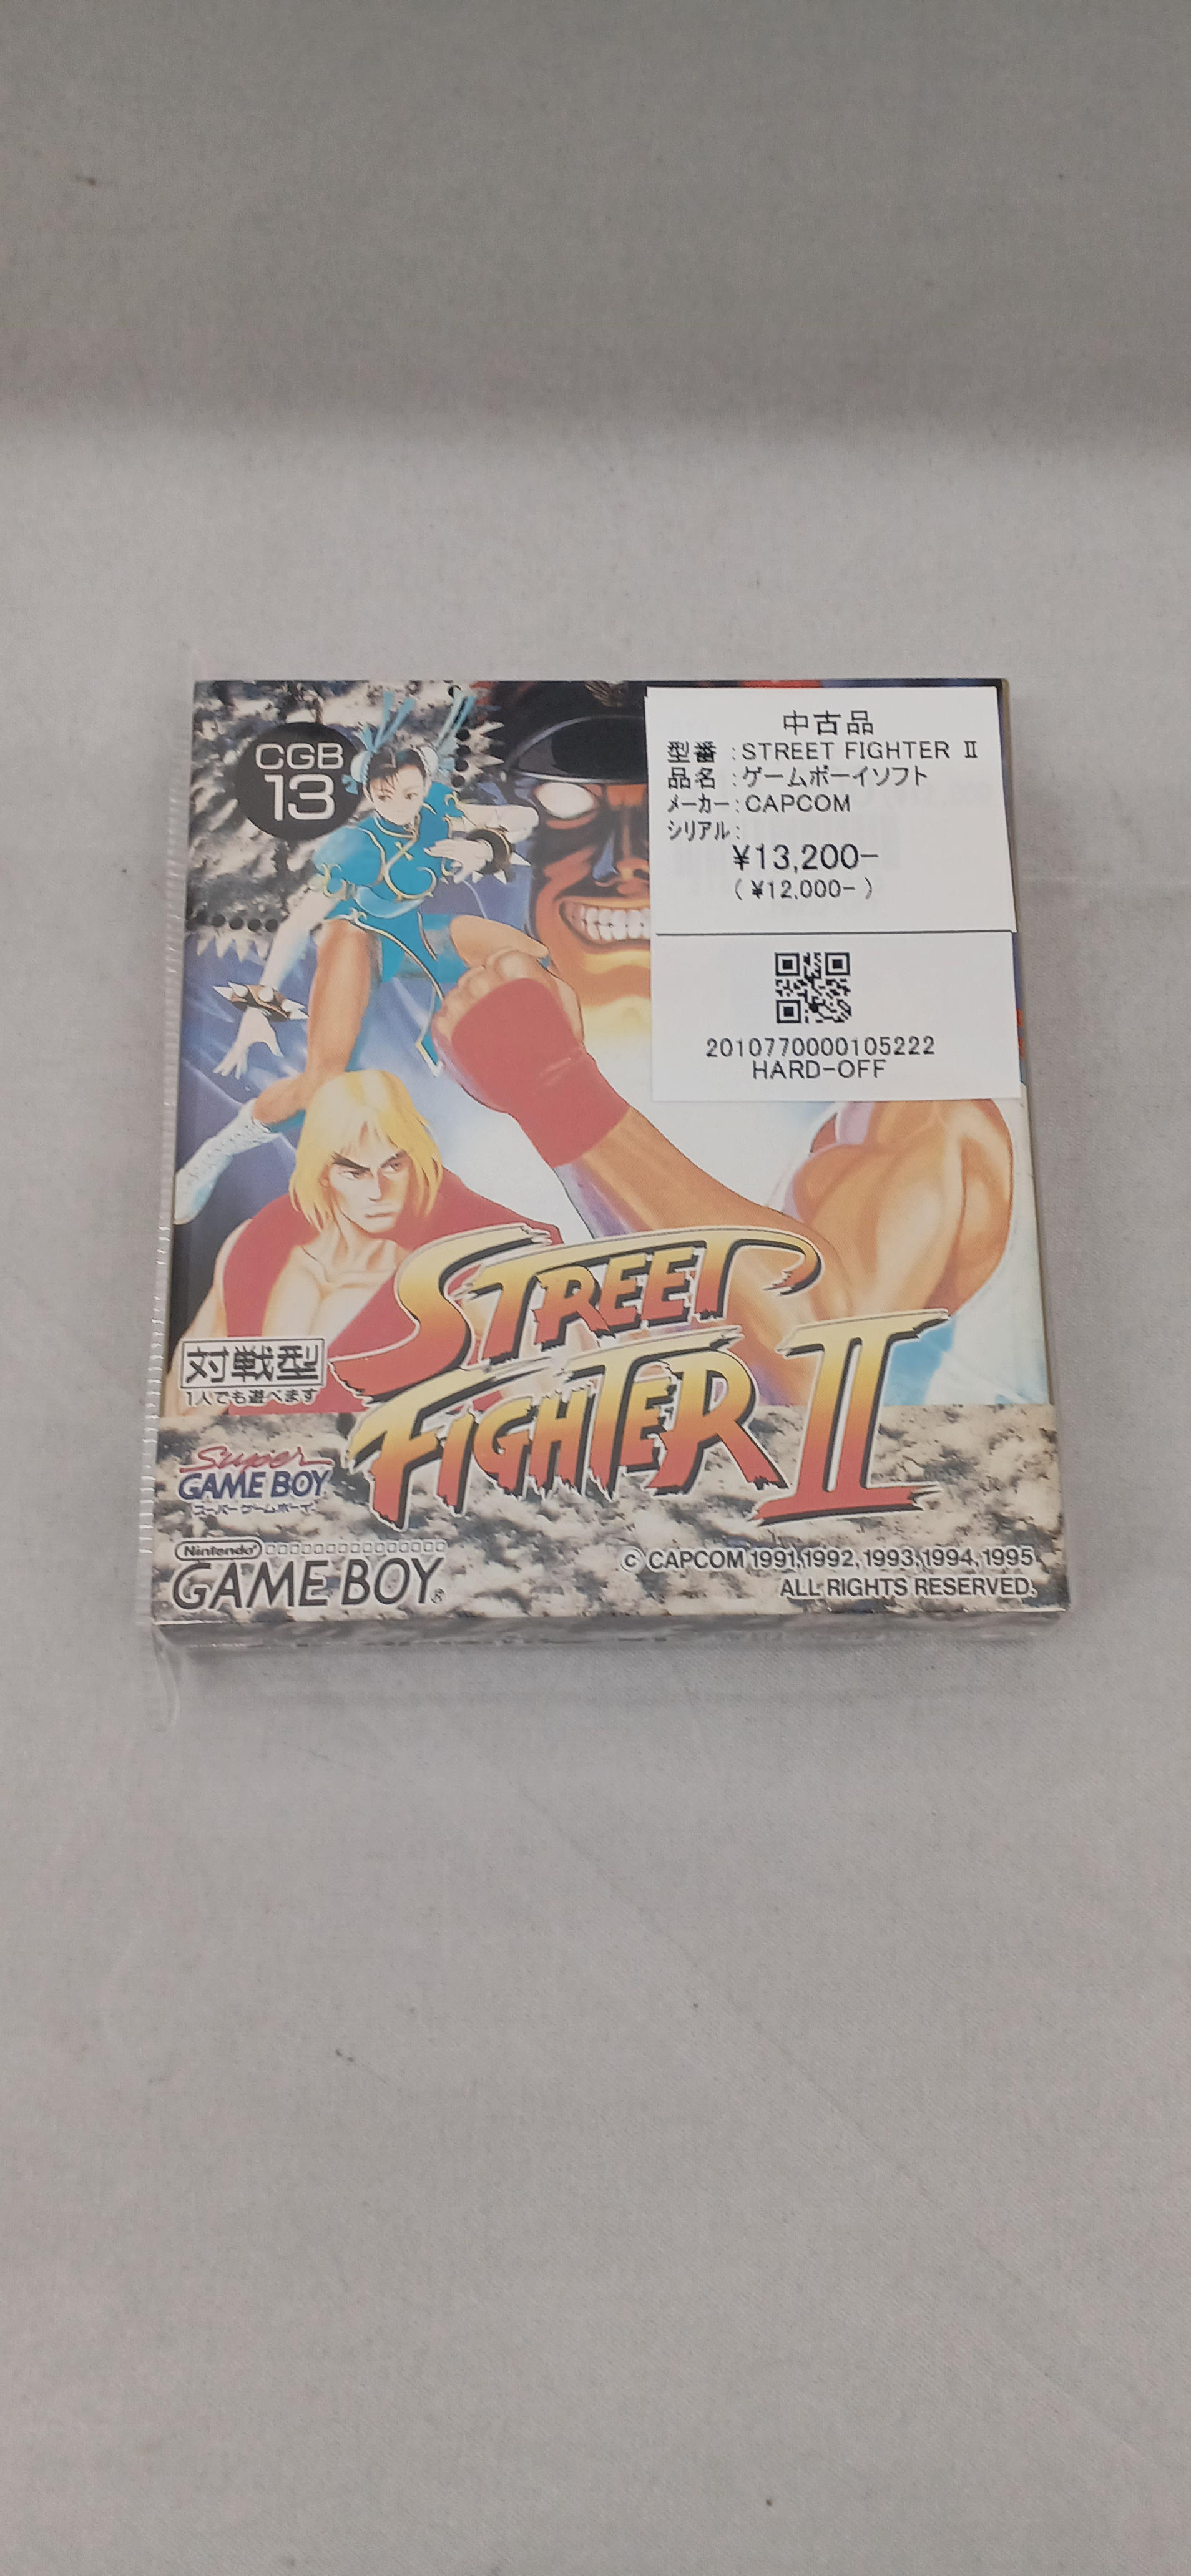 CGB
13
中古品
型番 :STREET FIGHTER Ⅱ
品名 :ゲームボーイソフト
メーカー:CAPCOM
シリアル:
¥13,200-
(¥12,000-)
2010770000105222
HARD-OFF
STREET
FIGHTER II
対戦型
1人でも遊べます
Super
GAME BOY
スーパーゲームボーイ
Nintendo
GAME BOY®
© CAPCOM 1991,1992,1993,1994,1995
ALL RIGHTS RESERVED.